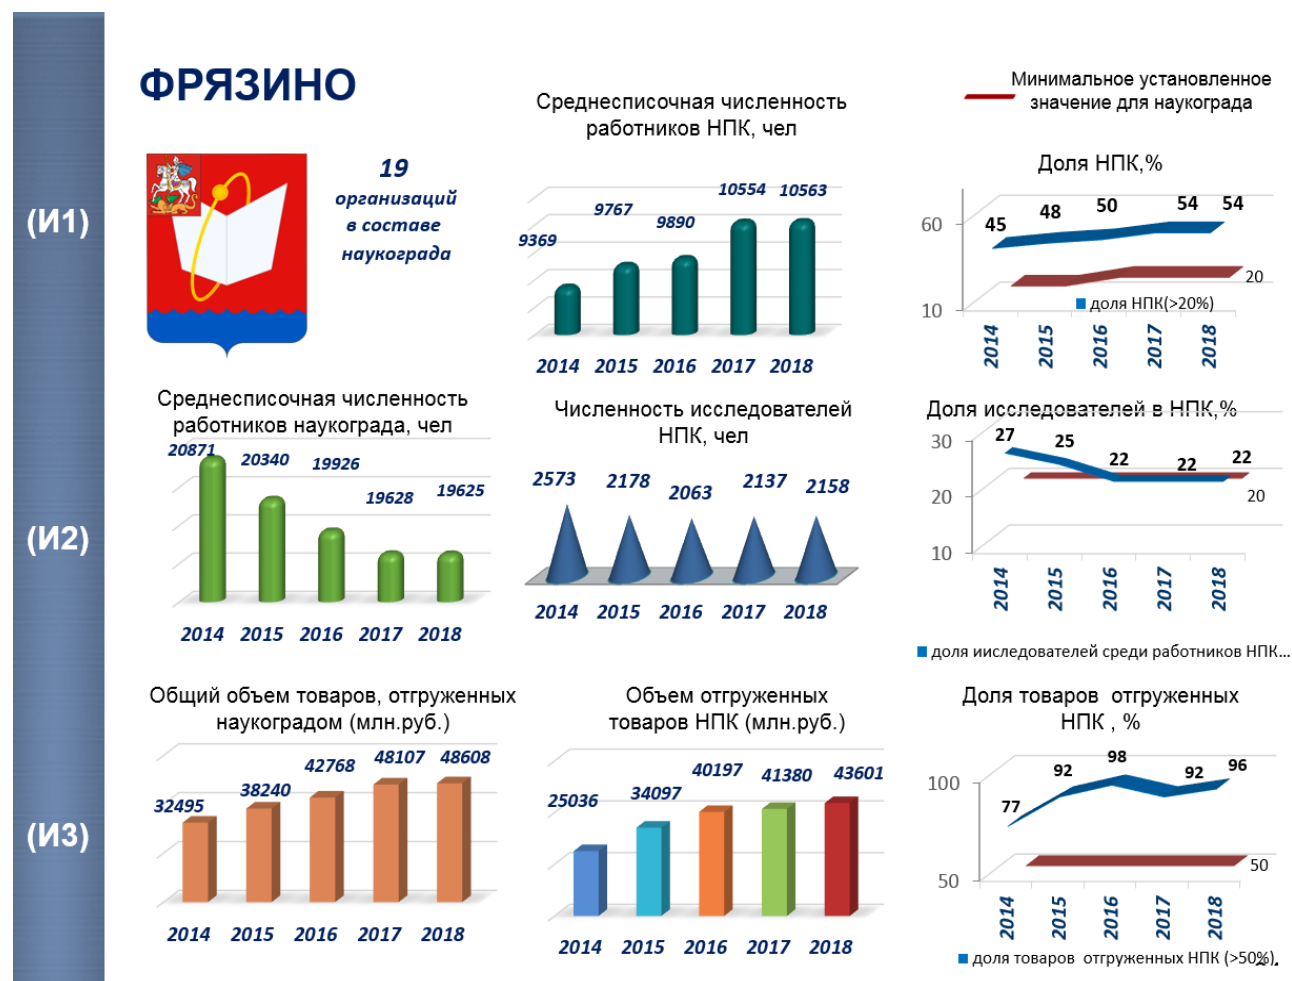 ФРЯЗИНО
19
организаций
в составе
наукограда
(И1)
(И2)
(И3)
Среднесписочная численность
работников НПК, чел
9369
9767
9890
10554
10563
2014 2015 2016 2017 2018
Минимальное установленное
значение для наукограда
Доля НПК,%
60
10
45
48
50
54
54
20
доля НПК(>20%)
2014 2015 2016 2017 2018
Среднесписочная численность
работников наукограда, чел
20871
20340
19926
19628
19625
2014 2015 2016 2017 2018
Численность исследователей
НПК, чел
2573
2178
2063
2137
2158
2014 2015 2016 2017 2018
Доля исследователей в НПК,%
30
20
10
27
25
22
22
22
20
2014 2015 2016 2017 2018
доля ииследователей среди работников НПК...
Общий объем товаров, отгруженных
наукоградом (млн.руб.)
32495
38240
42768
48107
48608
2014 2015 2016 2017 2018
Объем отгруженных
товаров НПК (млн.руб.)
25036
34097
40197
41380
43601
2014 2015 2016 2017 2018
Доля товаров отгруженных
НПК , %
100
50
77
92
98
92
96
50
2014 2015 2016 2017 2018
доля товаров отгруженных НПК (>50%)